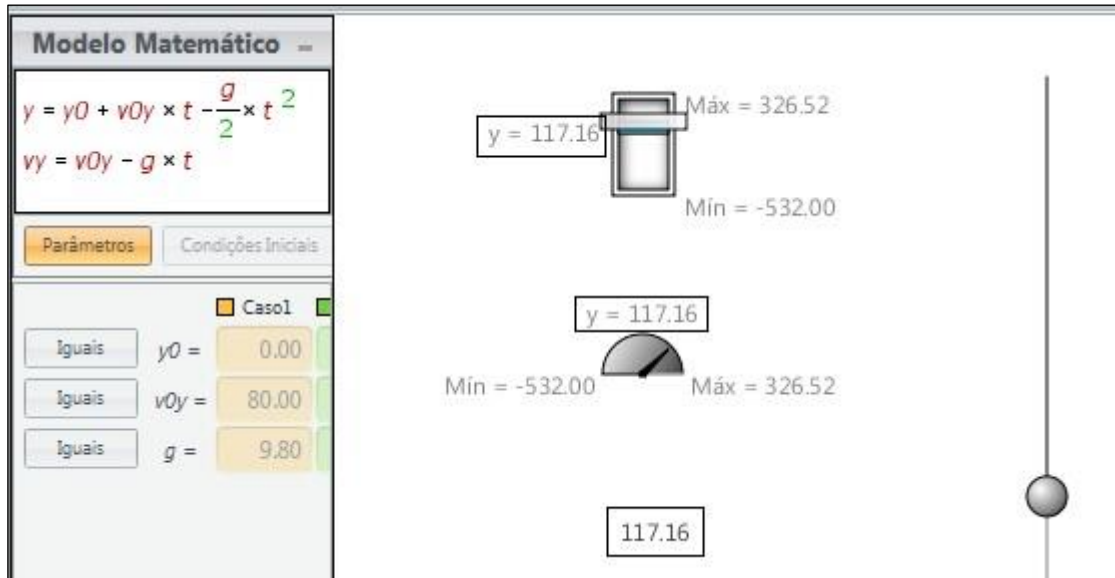 Modelo Matemático -
y = y0 + v0y × t - g/2 × t 2
vy = v0y - g × t
Parâmetros
Condições Iniciais
Caso1
Iguais y0 = 0.00
Iguais v0y = 80.00
Iguais g = 9.80
Máx = 326.52
y = 117.16
Mín = -532.00
y = 117.16
Mín = -532.00
Máx = 326.52
117.16